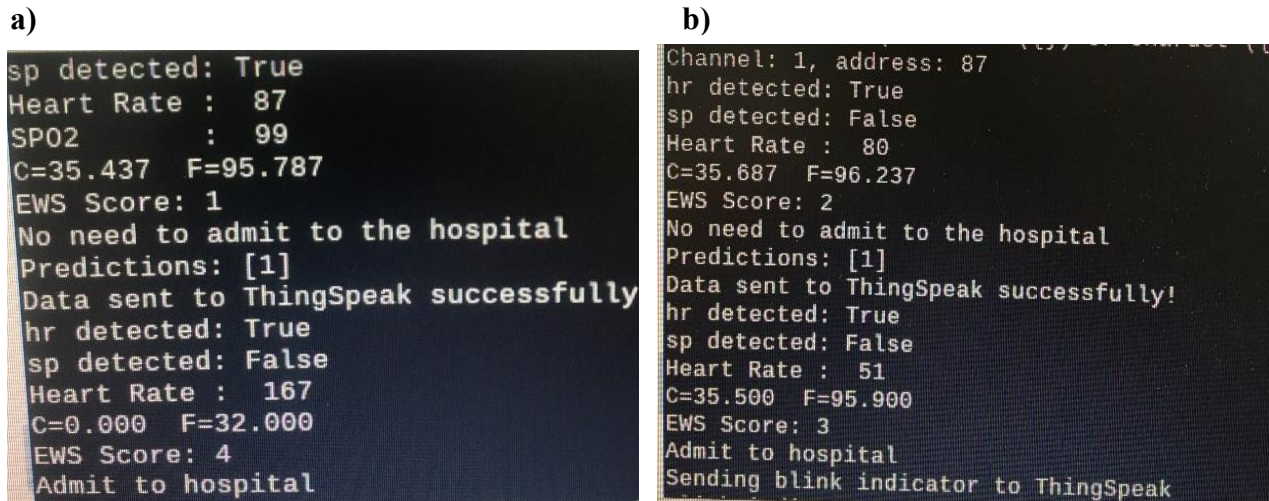 a)
sp detected: True
Heart Rate :  87
SPO2       :  99
C=35.437  F=95.787
EWS Score: 1
No need to admit to the hospital
Predictions: [1]
Data sent to ThingSpeak successfully
hr detected: True
sp detected: False
Heart Rate :  167
C=0.000  F=32.000
EWS Score: 4
Admit to hospital
b)
Channel: 1, address: 87
hr detected: True
sp detected: False
Heart Rate :  80
C=35.687  F=96.237
EWS Score: 2
No need to admit to the hospital
Predictions: [1]
Data sent to ThingSpeak successfully!
hr detected: True
sp detected: False
Heart Rate :  51
C=35.500  F=95.900
EWS Score: 3
Admit to hospital
Sending blink indicator to ThingSpeak